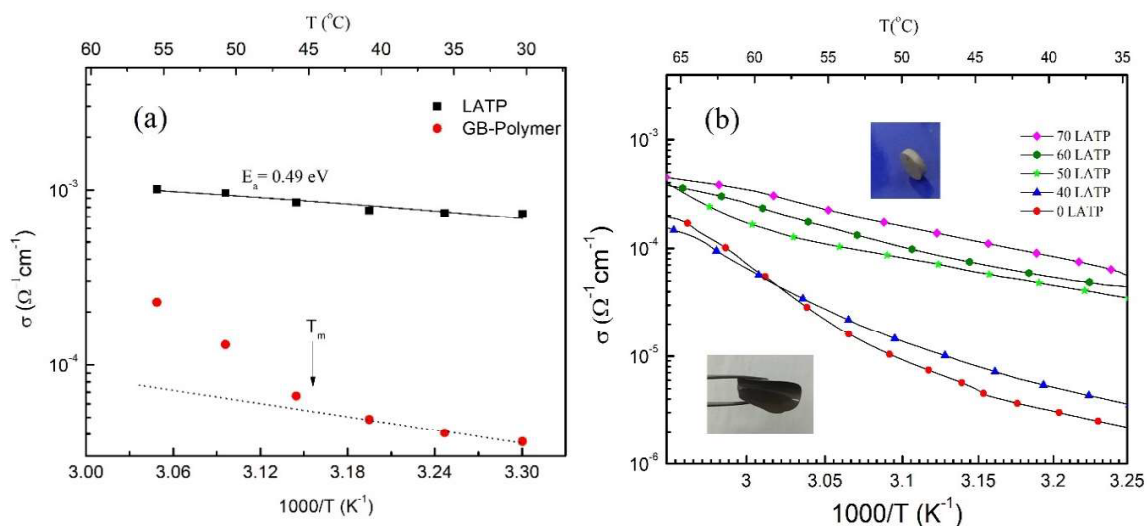 T (°C)
60 55 50 45 40 35 30
(a)
LATP
GB-Polymer
E_a = 0.49 eV
10^-3
T_m
10^-4
σ (Ω^-1cm^-1)
3.00 3.06 3.12 3.18 3.24 3.30
1000/T (K^-1)
T(°C)
65 60 55 50 45 40 35
(b)
70 LATP
60 LATP
50 LATP
40 LATP
0 LATP
10^-3
10^-4
10^-5
10^-6
σ (Ω^-1cm^-1)
3 3.05 3.1 3.15 3.2 3.25
1000/T (K^-1)